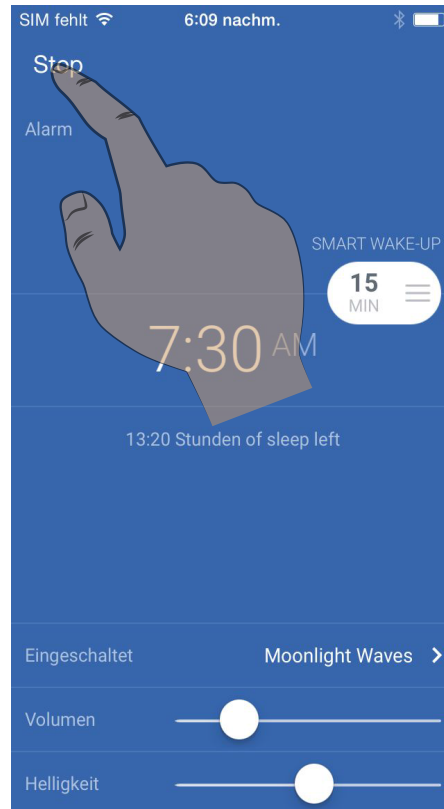 SIM fehlt 6:09 nachm.
Stop
Alarm
SMART WAKE-UP
15
MIN
7:30 AM
13:20 Stunden of sleep left
Eingeschaltet Moonlight Waves
Volumen
Helligkeit